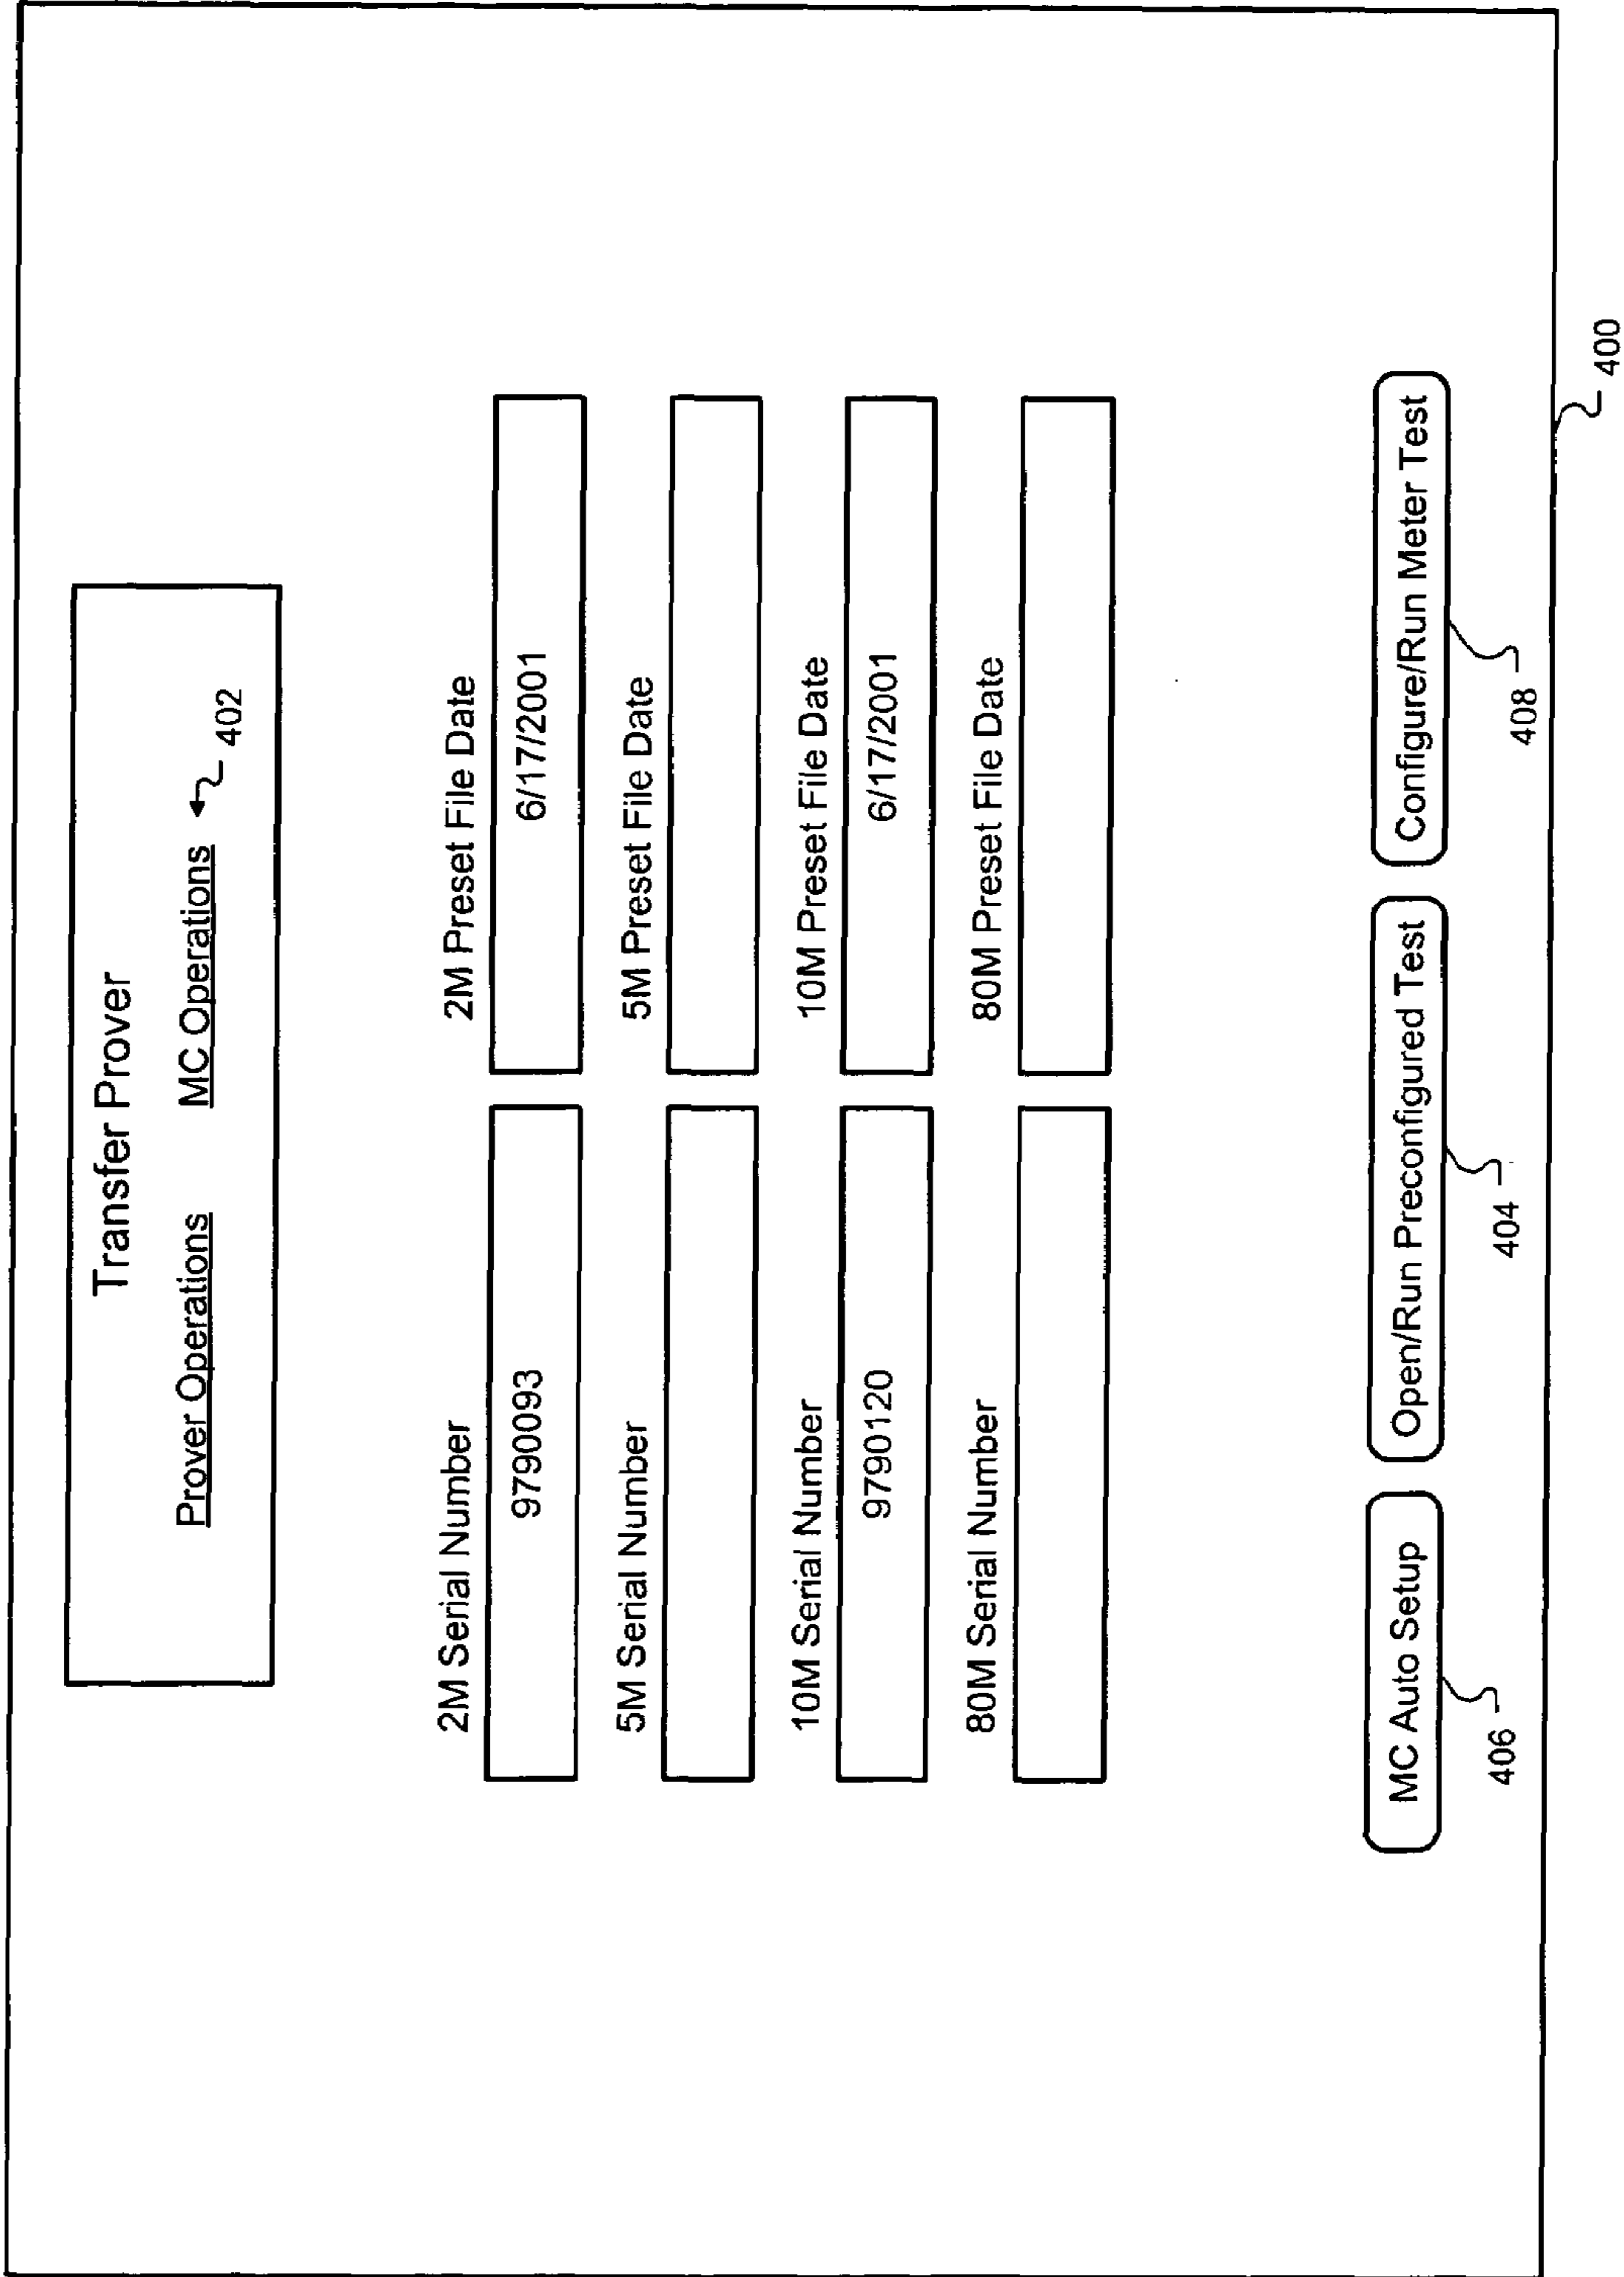 Transfer Prover
Prover Operations MC Operations 402
2M Serial Number 2M Preset File Date
9790093 6/17/2001
5M Serial Number 5M Preset File Date
10M Serial Number 10M Preset File Date
9790120 6/17/2001
80M Serial Number 80M Preset File Date
MC Auto Setup Open/Run Preconfigured Test Configure/Run Meter Test
406 404 408
400